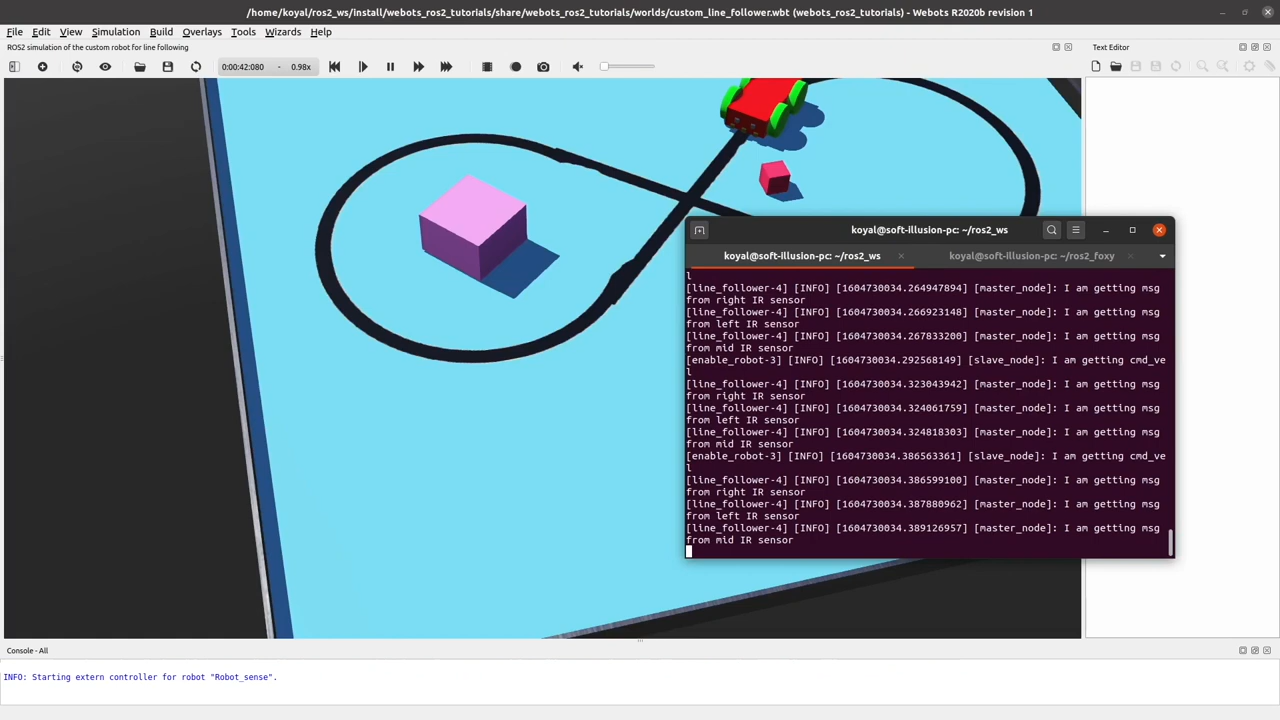 /home/koyal/ros2_ws/install/webots_ros2_tutorials/share/webots_ros2_tutorials/worlds/custom_line_follower.wbt (webots_ros2_tutorials) - Webots R2020b revision 1
File Edit View Simulation Build Overlays Tools Wizards Help
ROS2 simulation of the custom robot for line following
Text Editor
0:00:42:080 - 0.98x
koyal@soft-illusion-pc: ~/ros2_ws
koyal@soft-illusion-pc: ~/ros2_ws
koyal@soft-illusion-pc: ~/ros2_foxy
l
[line_follower-4] [INFO] [1604730034.264947894] [master_node]: I am getting msg
from right IR sensor
[line_follower-4] [INFO] [1604730034.266923148] [master_node]: I am getting msg
from left IR sensor
[line_follower-4] [INFO] [1604730034.267833200] [master_node]: I am getting msg
from mid IR sensor
[enable_robot-3] [INFO] [1604730034.292568149] [slave_node]: I am getting cmd_ve
l
[line_follower-4] [INFO] [1604730034.323043942] [master_node]: I am getting msg
from right IR sensor
[line_follower-4] [INFO] [1604730034.324061759] [master_node]: I am getting msg
from left IR sensor
[line_follower-4] [INFO] [1604730034.324818303] [master_node]: I am getting msg
from mid IR sensor
[enable_robot-3] [INFO] [1604730034.386563361] [slave_node]: I am getting cmd_ve
l
[line_follower-4] [INFO] [1604730034.386599100] [master_node]: I am getting msg
from right IR sensor
[line_follower-4] [INFO] [1604730034.387880962] [master_node]: I am getting msg
from left IR sensor
[line_follower-4] [INFO] [1604730034.389126957] [master_node]: I am getting msg
from mid IR sensor
Console - All
INFO: Starting extern controller for robot "Robot_sense".